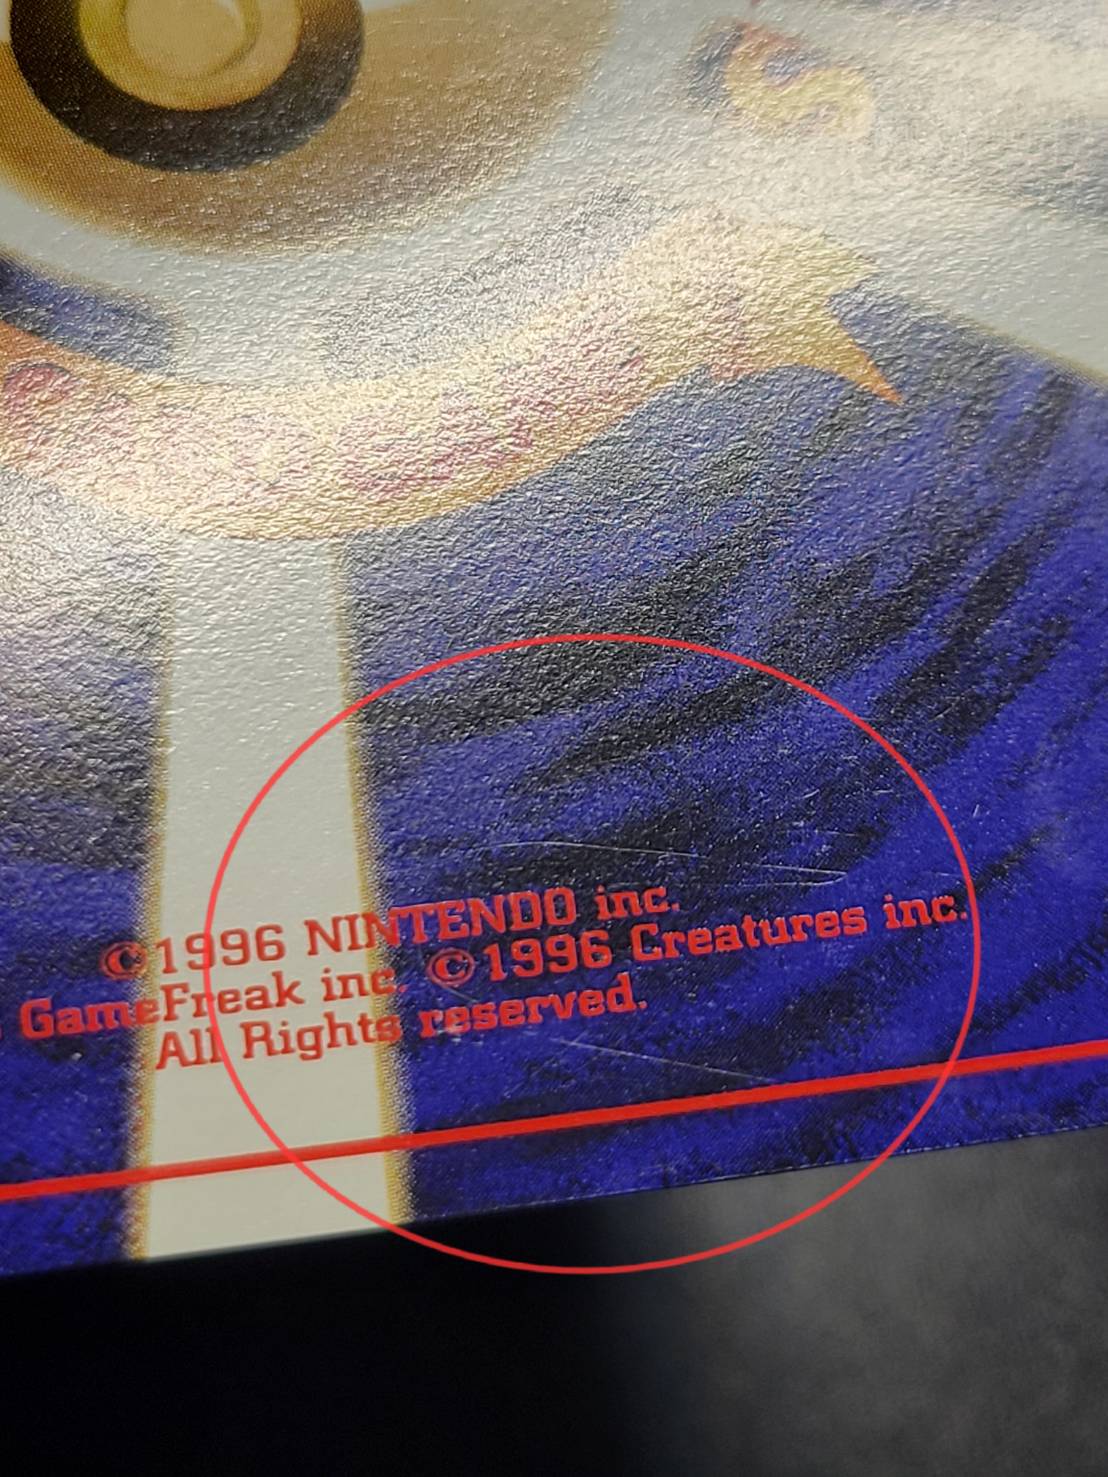 ©1996 NINTENDO inc.
GameFreak inc. ©1996 Creatures inc.
All Rights reserved.